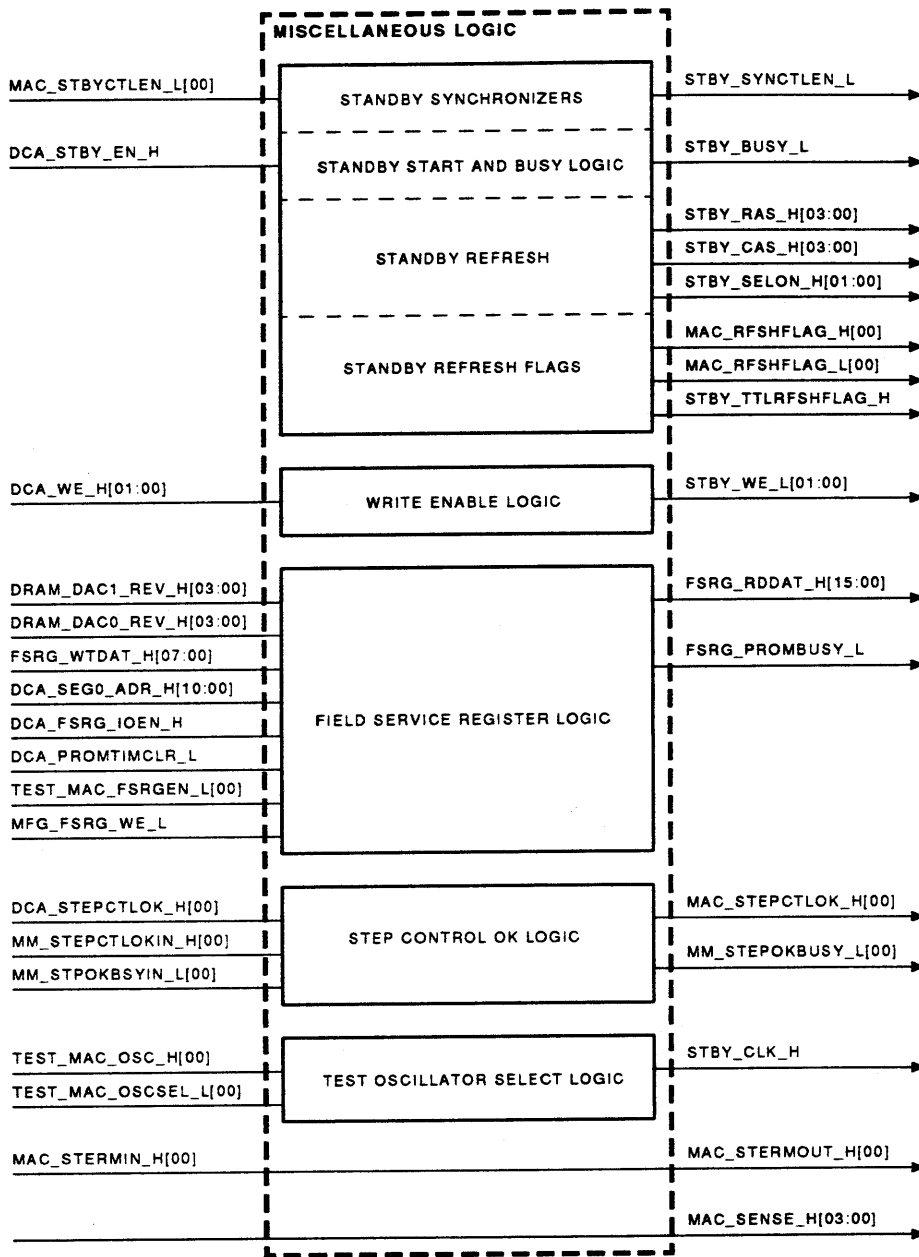 MISCELLANEOUS LOGIC
MAC_STBYCTLEN_L[00]
STANDBY SYNCHRONIZERS
STBY_SYNCTLEN_L
DCA_STBY_EN_H
STANDBY START AND BUSY LOGIC
STBY_BUSY_L
STANDBY REFRESH
STBY_RAS_H[03:00]
STBY_CAS_H[03:00]
STBY_SELON_H[01:00]
STANDBY REFRESH FLAGS
MAC_RFSHFLAG_H[00]
MAC_RFSHFLAG_L[00]
STBY_TTLRFSHFLAG_H
DCA_WE_H[01:00]
WRITE ENABLE LOGIC
STBY_WE_L[01:00]
DRAM_DAC1_REV_H[03:00]
DRAM_DAC0_REV_H[03:00]
FSRG_WTDAT_H[07:00]
DCA_SEG0_ADR_H[10:00]
DCA_FSRG_IOEN_H
DCA_PROMTIMCLR_L
TEST_MAC_FSRGEN_L[00]
MFG_FSRG_WE_L
FIELD SERVICE REGISTER LOGIC
FSRG_RDDAT_H[15:00]
FSRG_PROMBUSY_L
DCA_STEPCTLOK_H[00]
MM_STEPCTLOKIN_H[00]
MM_STPOKBSYIN_L[00]
STEP CONTROL OK LOGIC
MAC_STEPCTLOK_H[00]
MM_STEPOKBUSY_L[00]
TEST_MAC_OSC_H[00]
TEST_MAC_OSCSEL_L[00]
TEST OSCILLATOR SELECT LOGIC
STBY_CLK_H
MAC_STERMIN_H[00]
MAC_STERMOUT_H[00]
MAC_SENSE_H[03:00]